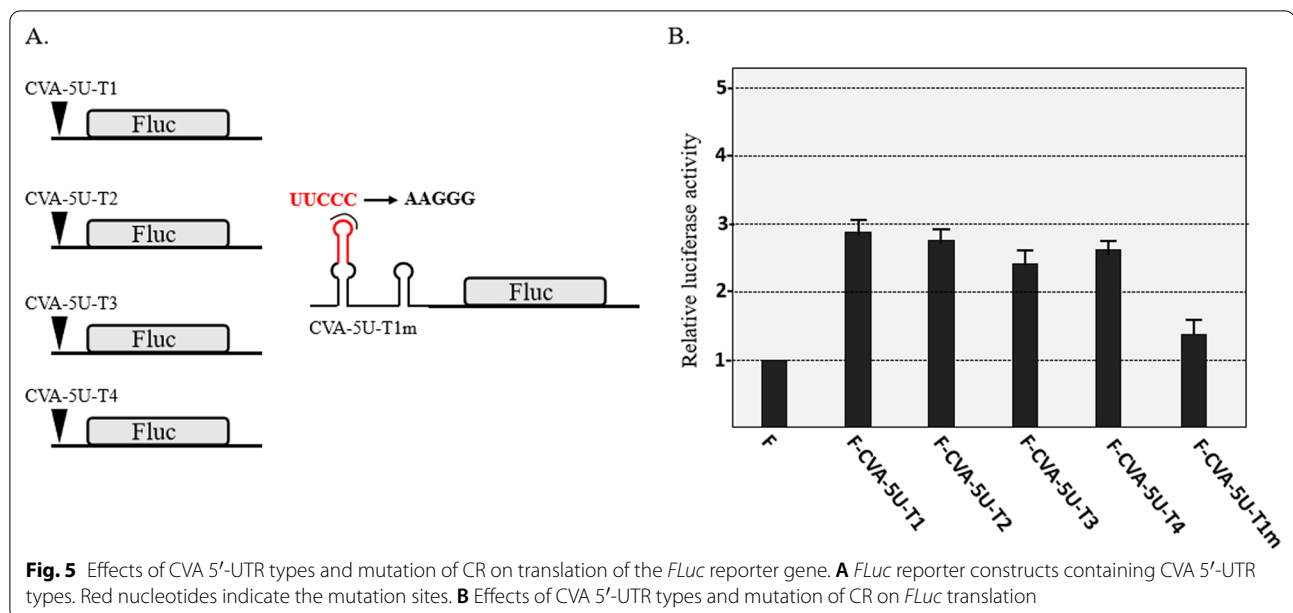 A.
CVA-5U-T1
Fluc
CVA-5U-T2
Fluc
CVA-5U-T3
Fluc
CVA-5U-T4
Fluc
UUCCC AAGGG
Fluc
CVA-5U-T1m
B.
Relative luciferase activity
5
4
3
2
1
F
F-CVA-5U-T1
F-CVA-5U-T2
F-CVA-5U-T3
F-CVA-5U-T4
F-CVA-5U-T1m
Fig. 5 Effects of CVA 5′-UTR types and mutation of CR on translation of the FLuc reporter gene. A FLuc reporter constructs containing CVA 5′-UTR
types. Red nucleotides indicate the mutation sites. B Effects of CVA 5′-UTR types and mutation of CR on FLuc translation